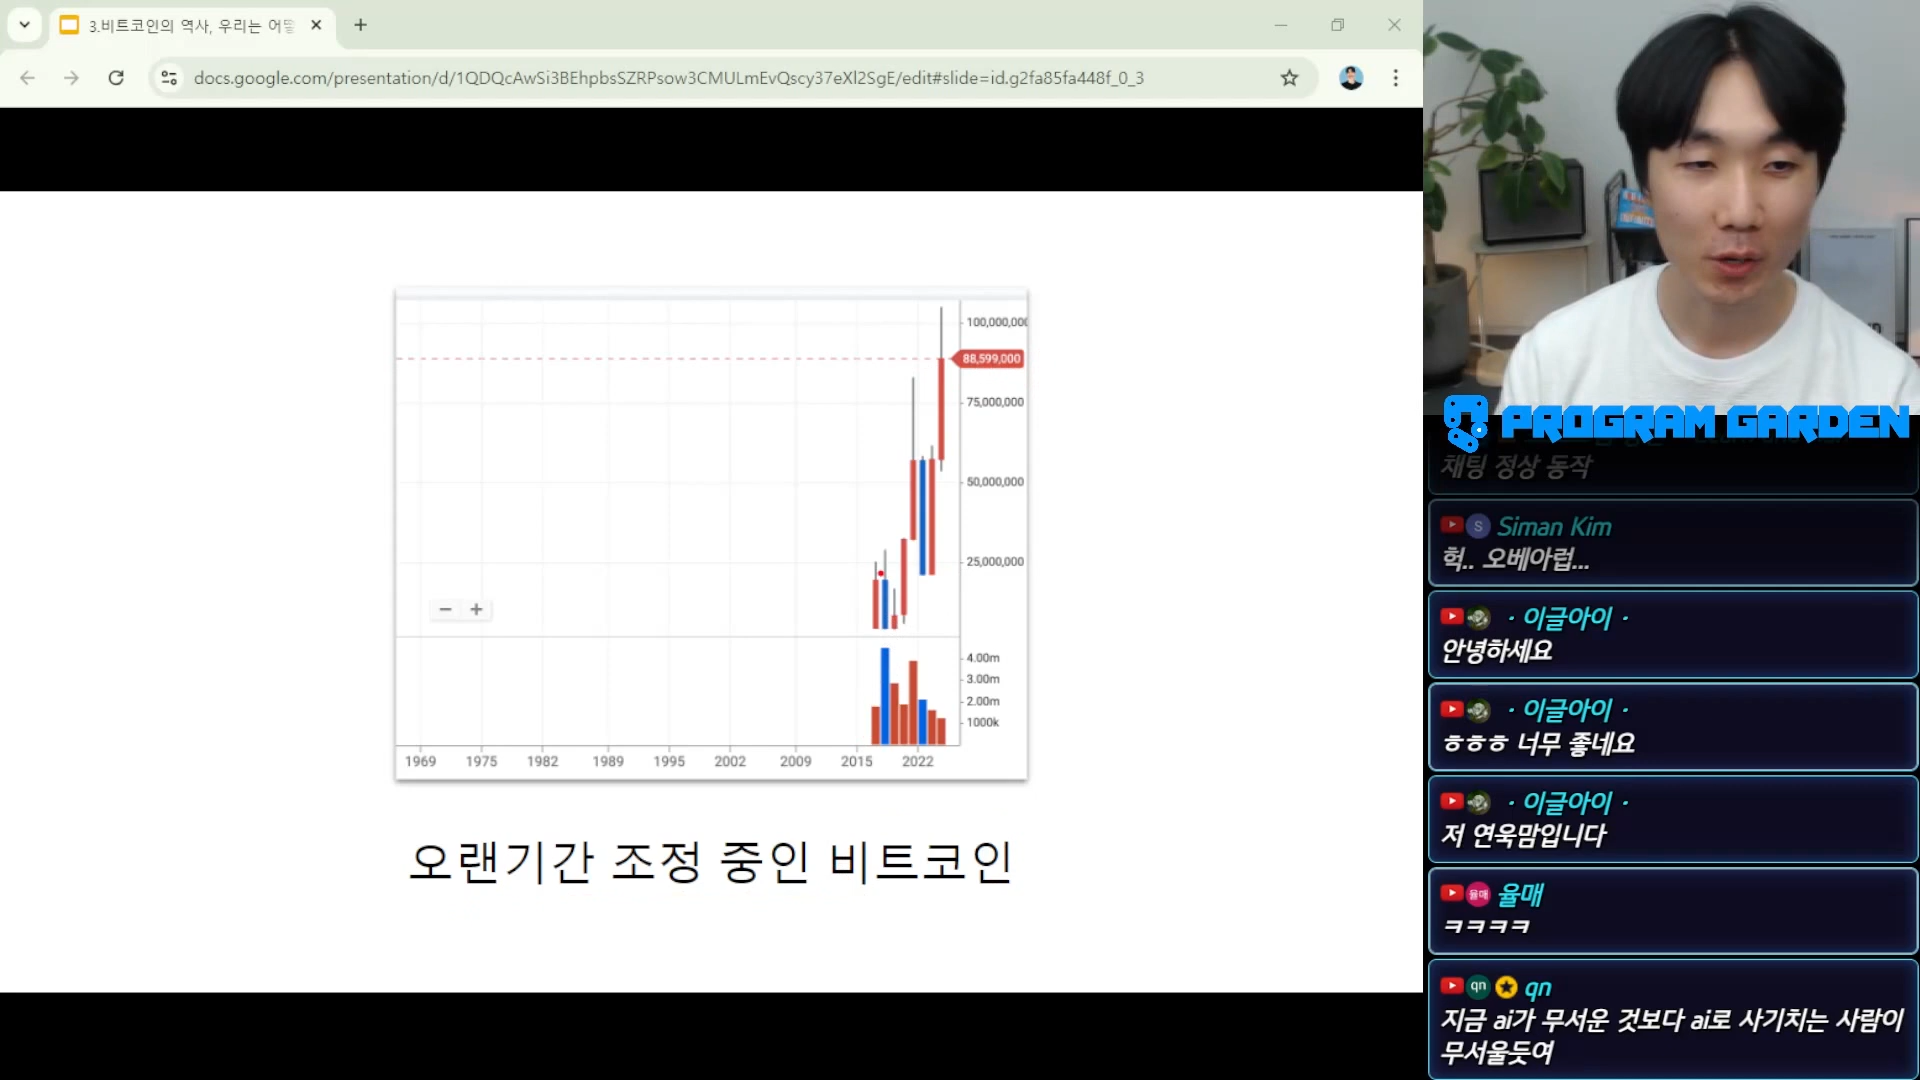 3.비트코인의 역사, 우리는 어떻
docs.google.com/presentation/d/1QDQcAwSi3BEhpbsSZRPsow3CMULmEvQscy37eXl2SgE/edit#slide=id.g2fa85fa448f_0_3
100,000,000
88,599,000
75,000,000
50,000,000
25,000,000
− +
4.00m
3.00m
2.00m
1000k
1969 1975 1982 1989 1995 2002 2009 2015 2022
오랜기간 조정 중인 비트코인
PROGRAM GARDEN
채팅 정상 동작
S Siman Kim
헉.. 오베아럽...
· 이글아이 ·
안녕하세요
· 이글아이 ·
ㅎㅎㅎ 너무 좋네요
· 이글아이 ·
저 연욱맘입니다
율매 율매
ㅋㅋㅋㅋ
qn qn
지금 ai가 무서운 것보다 ai로 사기치는 사람이
무서울듯여